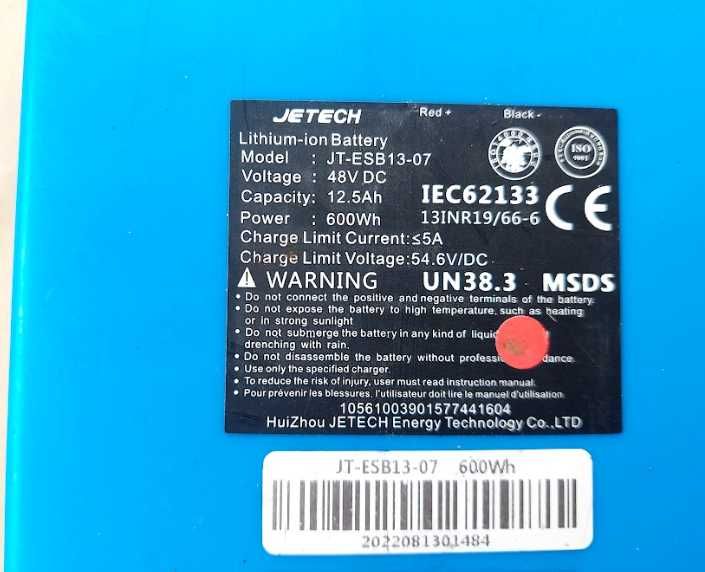 JETECH Red + Black -
Lithium-ion Battery
Model : JT-ESB13-07
Voltage : 48V DC
Capacity: 12.5Ah
Power : 600Wh
IEC62133
13INR19/66-6
CE
ISO
Charge Limit Current:≤5A
Charge Limit Voltage:54.6V/DC
WARNING UN38.3 MSDS
• Do not connect the positive and negative terminals of the battery.
• Do not expose the battery to high temperature, such as heating
or in strong sunlight
• Do not submerge the battery in any kind of
drenching with rain.
• Do not disassemble the battery without
• Use only the specified charger.
• To reduce the risk of injury, user must read instruction manual.
• Pour prévenir les blessures, l'utilisateur doit lire le manuel d'utilisation.
10561003901577441604
HuiZhou JETECH Energy Technology Co.,LTD
JT-ESB13-07 600Wh
2022081301484